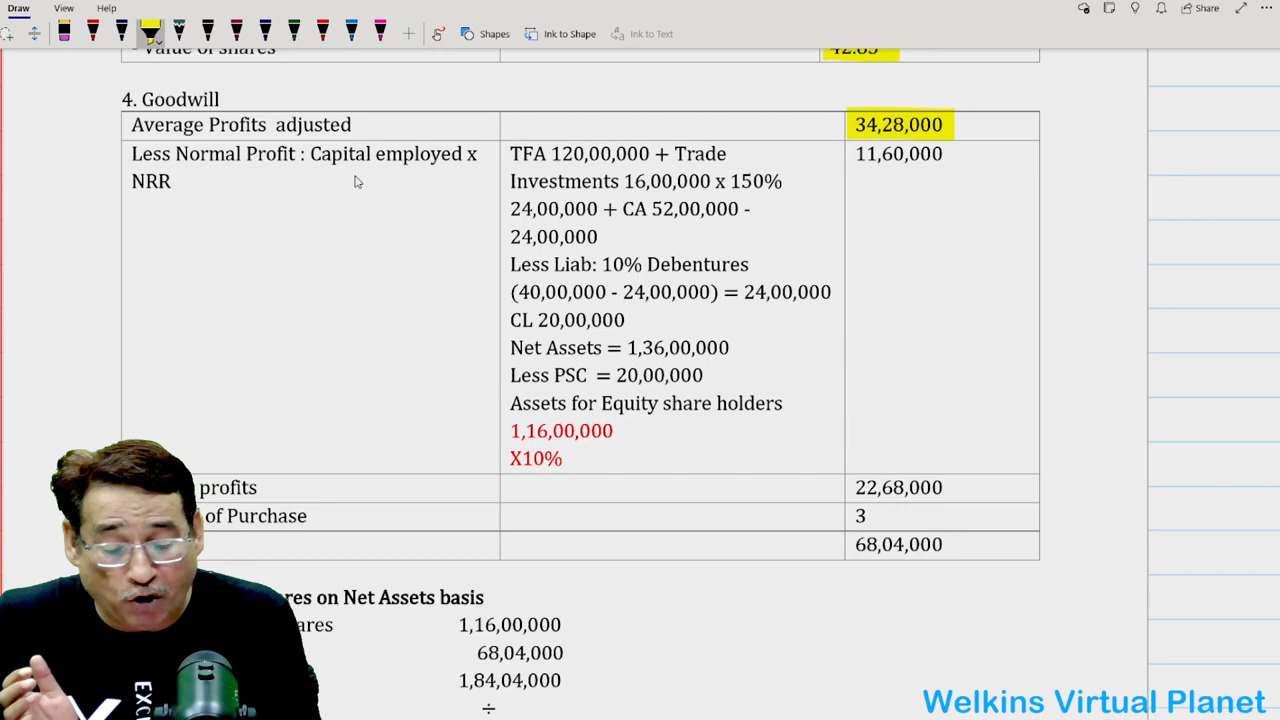 Draw View Help
Share
Shapes Ink to Shape Ink to Text
- Value of shares 42.85
4. Goodwill
Average Profits adjusted 34,28,000
Less Normal Profit : Capital employed x
NRR
TFA 120,00,000 + Trade
Investments 16,00,000 x 150%
24,00,000 + CA 52,00,000 -
24,00,000
Less Liab: 10% Debentures
(40,00,000 - 24,00,000) = 24,00,000
CL 20,00,000
Net Assets = 1,36,00,000
Less PSC = 20,00,000
Assets for Equity share holders
1,16,00,000
X10%
11,60,000
profits 22,68,000
of Purchase 3
68,04,000
res on Net Assets basis
ares 1,16,00,000
68,04,000
1,84,04,000
÷
EXC
Welkins Virtual Planet